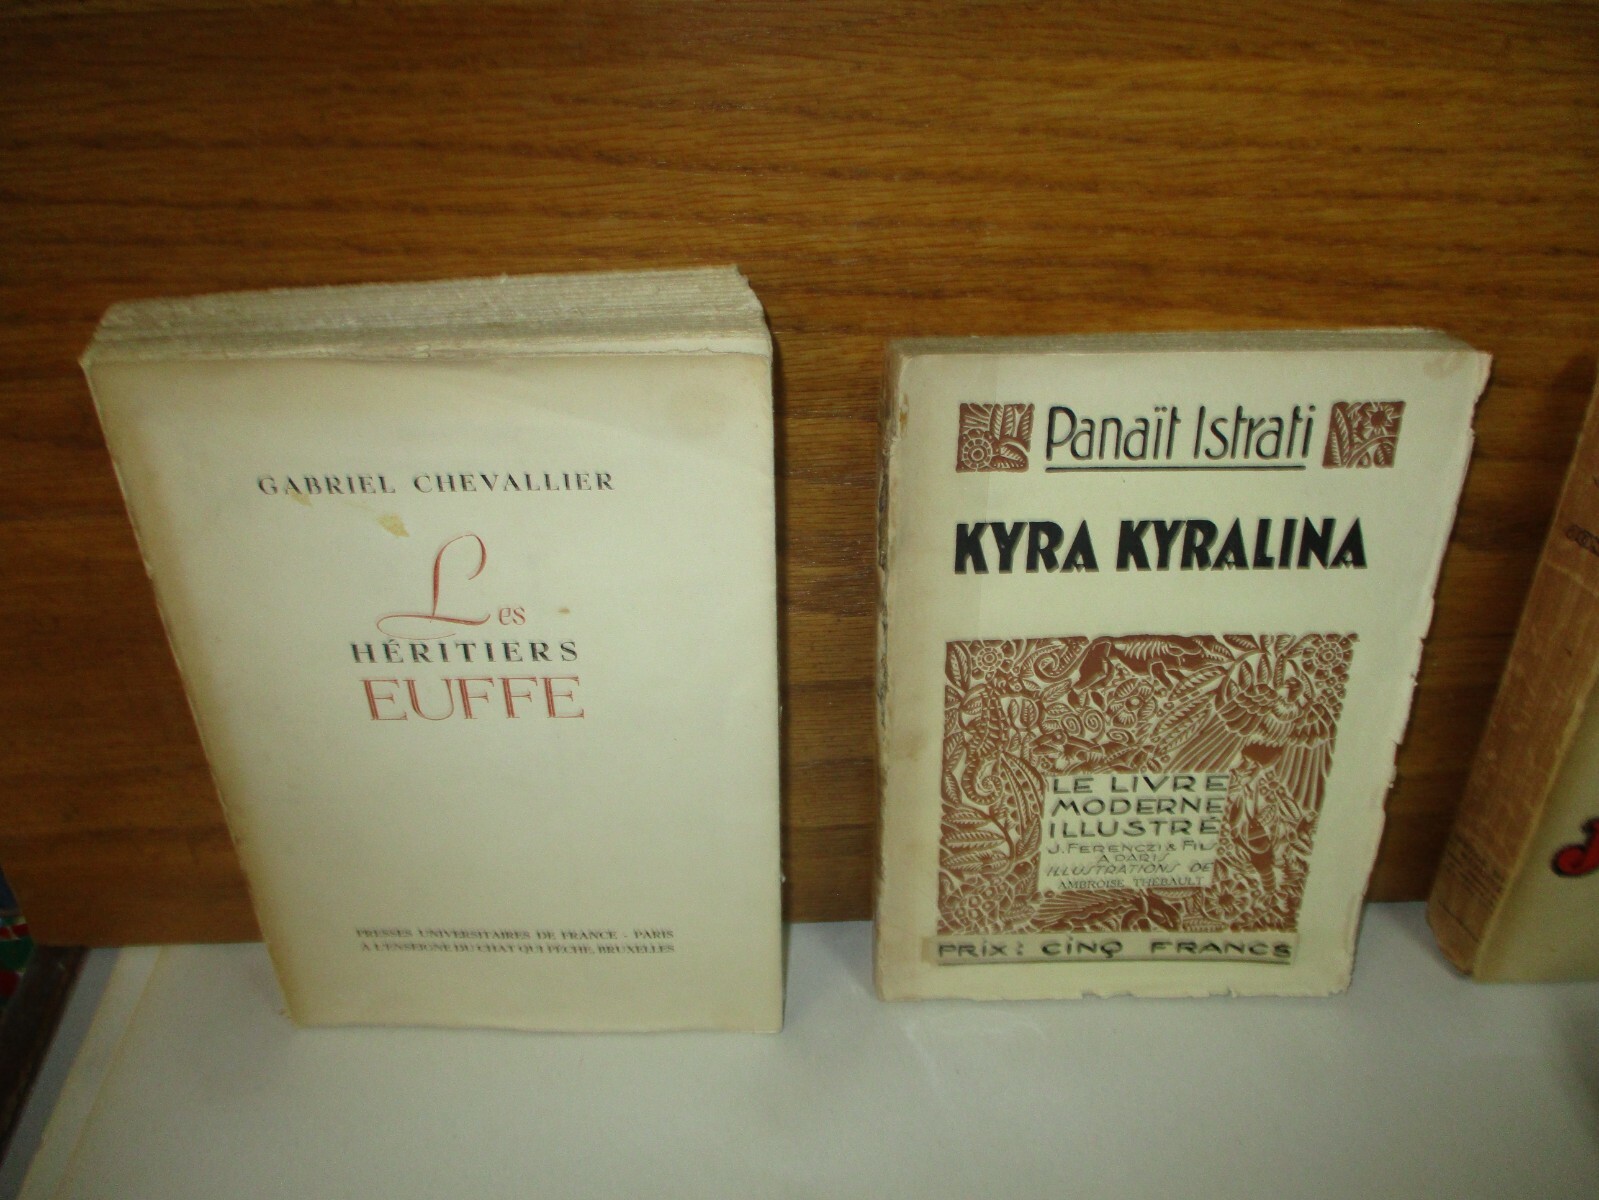 GABRIEL CHEVALLIER
Les
HÉRITIERS
EUFFE
PRESSES UNIVERSITAIRES DE FRANCE - PARIS
A L'ENSEIGNE DU CHAT QUI PÊCHE, BRUXELLES
Panaït Istrati
KYRA KYRALINA
LE LIVRE
MODERNE
ILLUSTRÉ
J. FERENCZI & FILS
A PARIS
ILLUSTRATIONS DE
AMBROISE THÉBAULT
PRIX: CINQ FRANCS